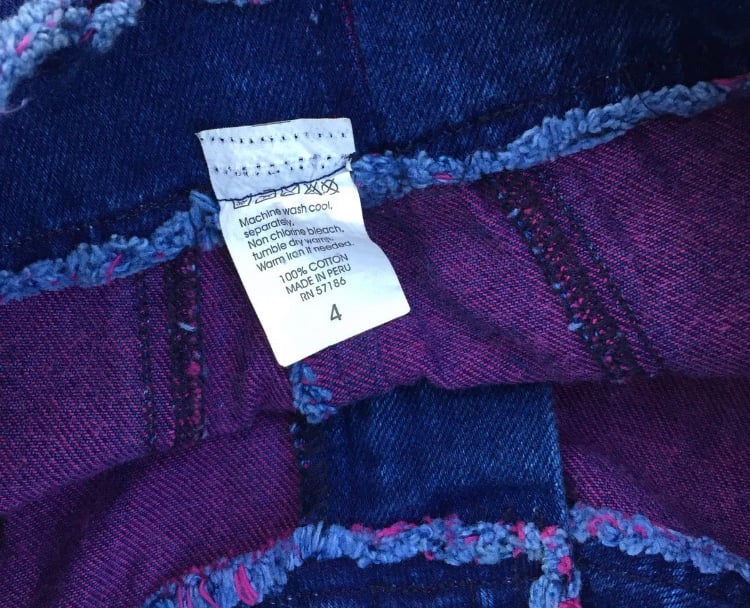 Machine wash cool,
separately.
Non chlorine bleach,
tumble dry warm.
Warm iron if needed.
100% COTTON
MADE IN PERU
RN 57186
4